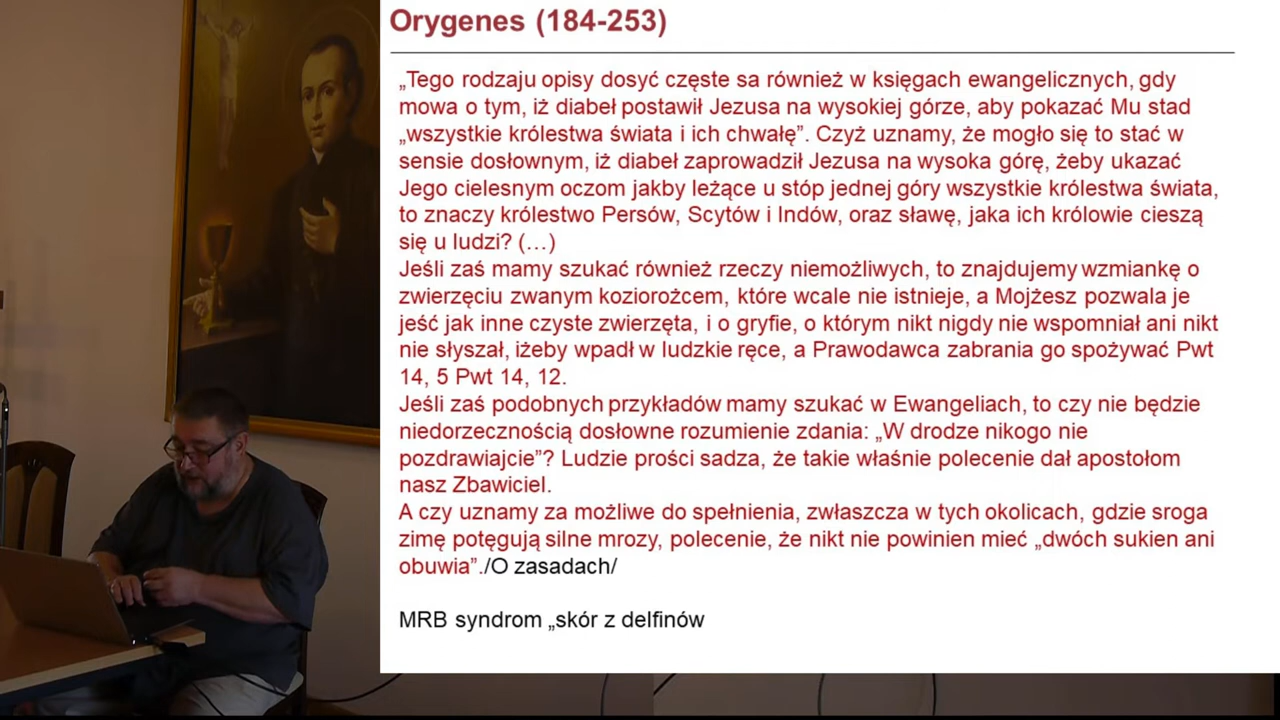 Orygenes (184-253)
„Tego rodzaju opisy dosyć częste sa również w księgach ewangelicznych, gdy
mowa o tym, iż diabeł postawił Jezusa na wysokiej górze, aby pokazać Mu stad
„wszystkie królestwa świata i ich chwałę”. Czyż uznamy, że mogło się to stać w
sensie dosłownym, iż diabeł zaprowadził Jezusa na wysoka górę, żeby ukazać
Jego cielesnym oczom jakby leżące u stóp jednej góry wszystkie królestwa świata,
to znaczy królestwo Persów, Scytów i Indów, oraz sławę, jaka ich królowie cieszą
się u ludzi? (…)
Jeśli zaś mamy szukać również rzeczy niemożliwych, to znajdujemy wzmiankę o
zwierzęciu zwanym koziorożcem, które wcale nie istnieje, a Mojżesz pozwala je
jeść jak inne czyste zwierzęta, i o gryfie, o którym nikt nigdy nie wspomniał ani nikt
nie słyszał, iżeby wpadł w ludzkie ręce, a Prawodawca zabrania go spożywać Pwt
14, 5 Pwt 14, 12.
Jeśli zaś podobnych przykładów mamy szukać w Ewangeliach, to czy nie będzie
niedorzecznością dosłowne rozumienie zdania: „W drodze nikogo nie
pozdrawiajcie”? Ludzie prości sadza, że takie właśnie polecenie dał apostołom
nasz Zbawiciel.
A czy uznamy za możliwe do spełnienia, zwłaszcza w tych okolicach, gdzie sroga
zimę potęgują silne mrozy, polecenie, że nikt nie powinien mieć „dwóch sukien ani
obuwia”./O zasadach/
MRB syndrom „skór z delfinów